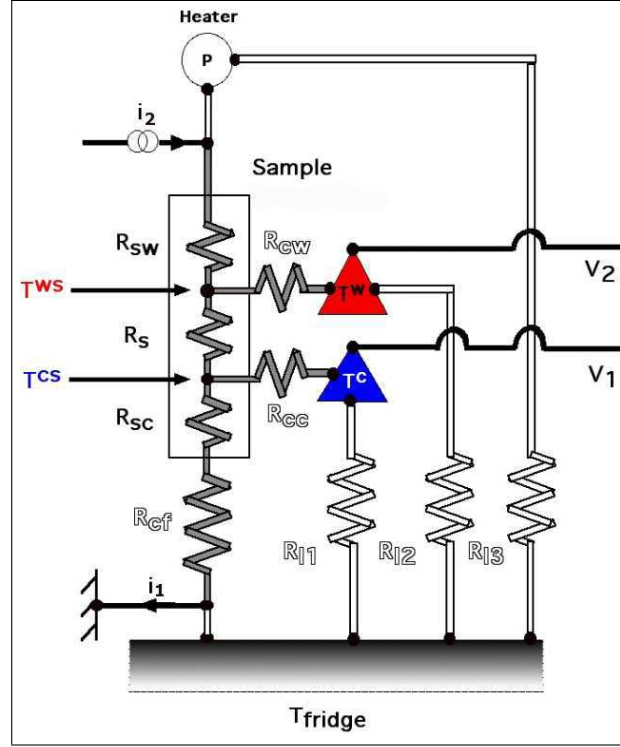 Heater
P
i2
Sample
RSW
RCW
TWS
TW
V2
RS
TCS
TC
V1
RCC
RSC
Rcf
Rl1
Rl2
Rl3
i1
Tfridge